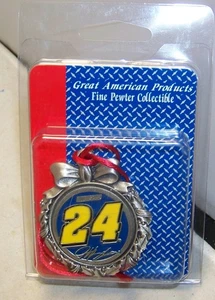 Great American Products
Fine Pewter Collectible
24